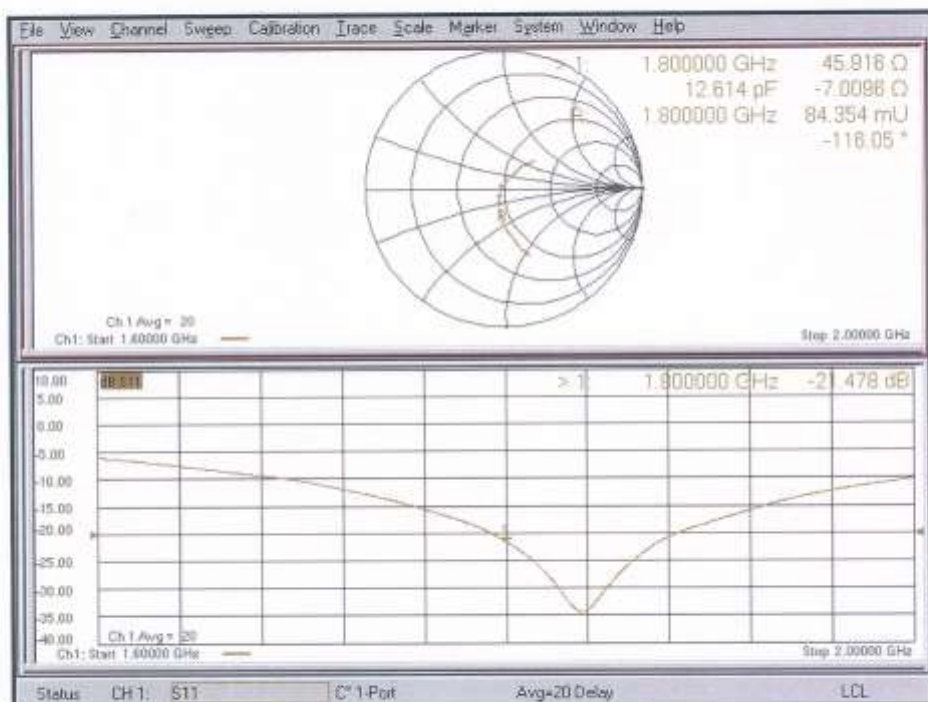 File View Channel Sweep Calibration Trace Scale Marker System Window Help
> 1: 1.800000 GHz 45.916 Ω
12.614 pF -7.0096 Ω
1.800000 GHz 84.354 mU
-116.05 °
Ch 1 Avg = 20
Ch1: Start 1.60000 GHz
Stop 2.00000 GHz
10.00
dB S11
> 1: 1.800000 GHz -21.478 dB
5.00
0.00
-5.00
-10.00
-15.00
-20.00
-25.00
-30.00
-35.00
-40.00
Ch 1 Avg = 20
Ch1: Start 1.60000 GHz
Stop 2.00000 GHz
Status CH 1: S11 C* 1-Port Avg=20 Delay LCL